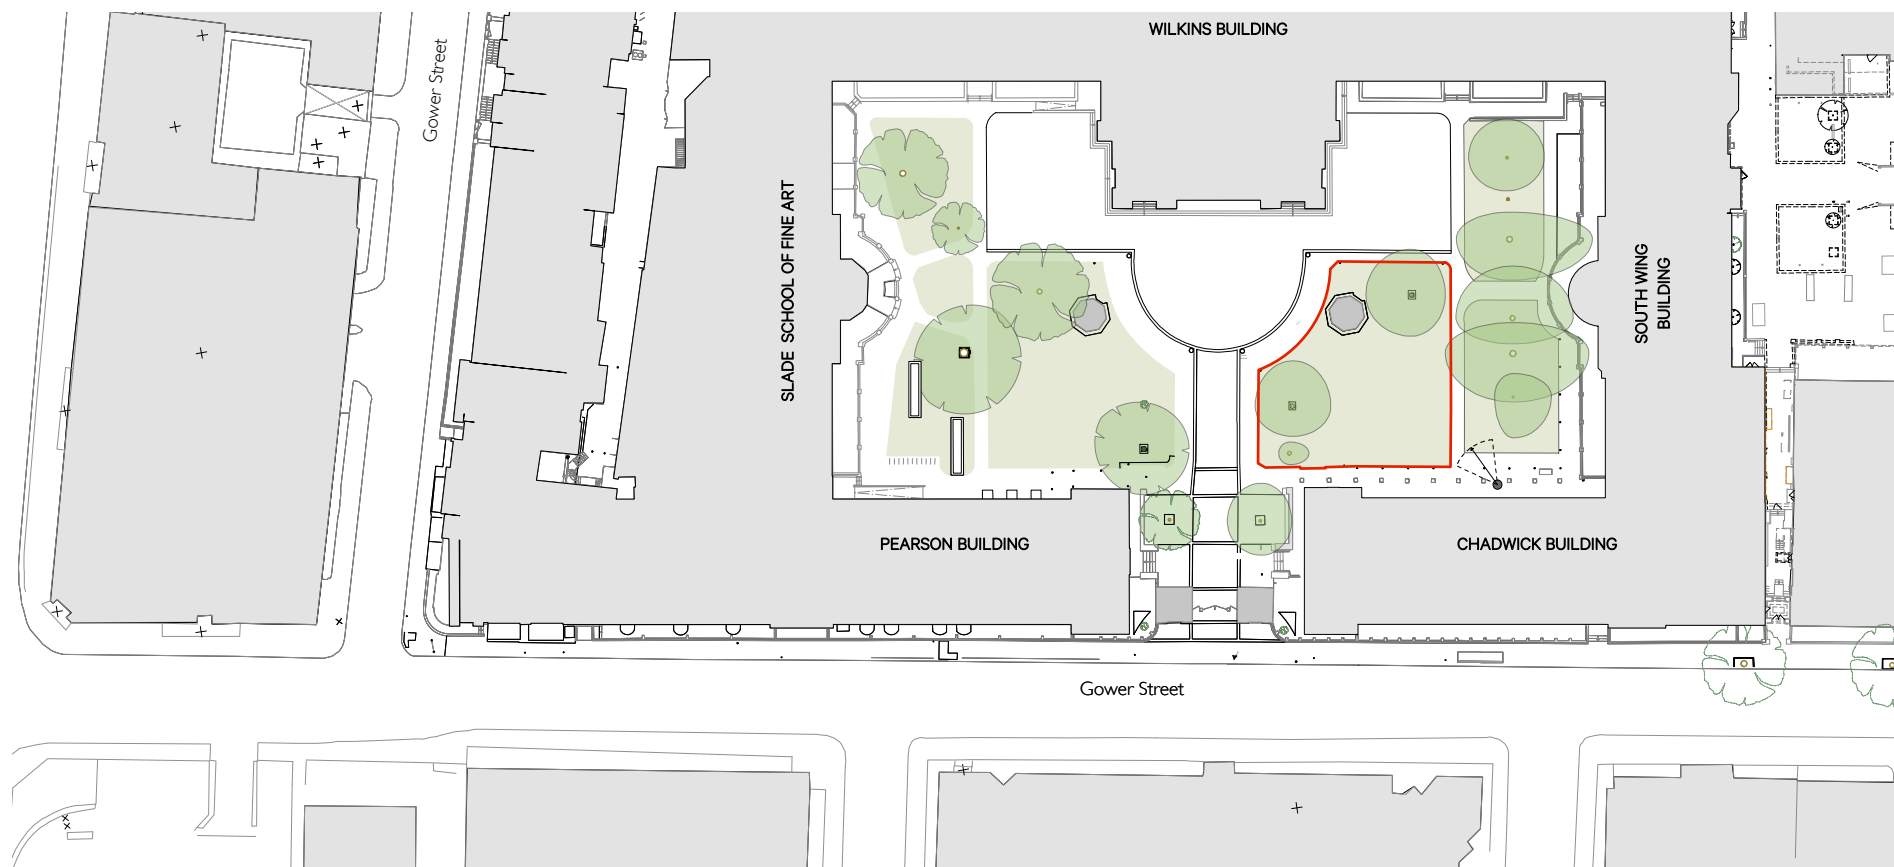 WILKINS BUILDING
Gower Street
SLADE SCHOOL OF FINE ART
SOUTH WING
BUILDING
PEARSON BUILDING
CHADWICK BUILDING
Gower Street